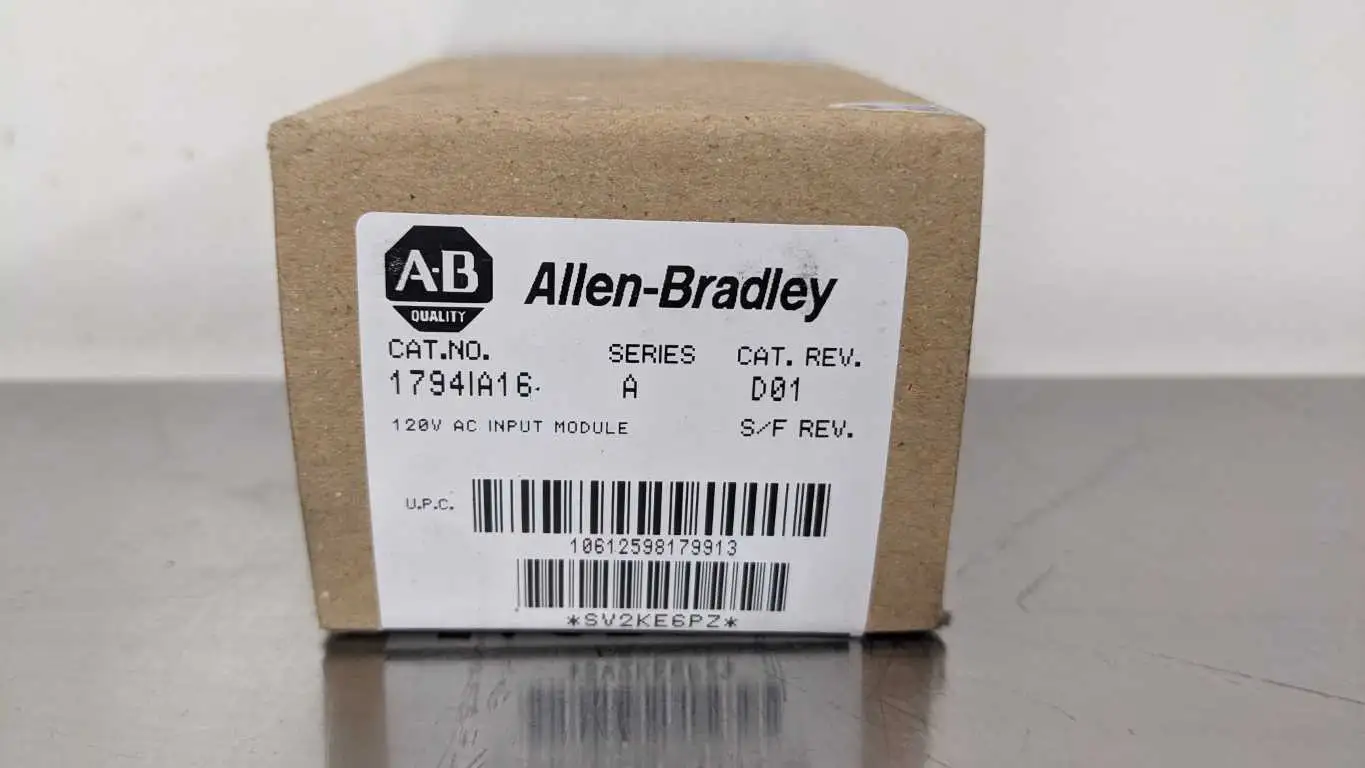 A-B
QUALITY
Allen-Bradley
CAT.NO. SERIES CAT. REV.
1794IA16 A D01
120V AC INPUT MODULE S/F REV.
U.P.C.
10612598179913
*SV2KE6PZ*